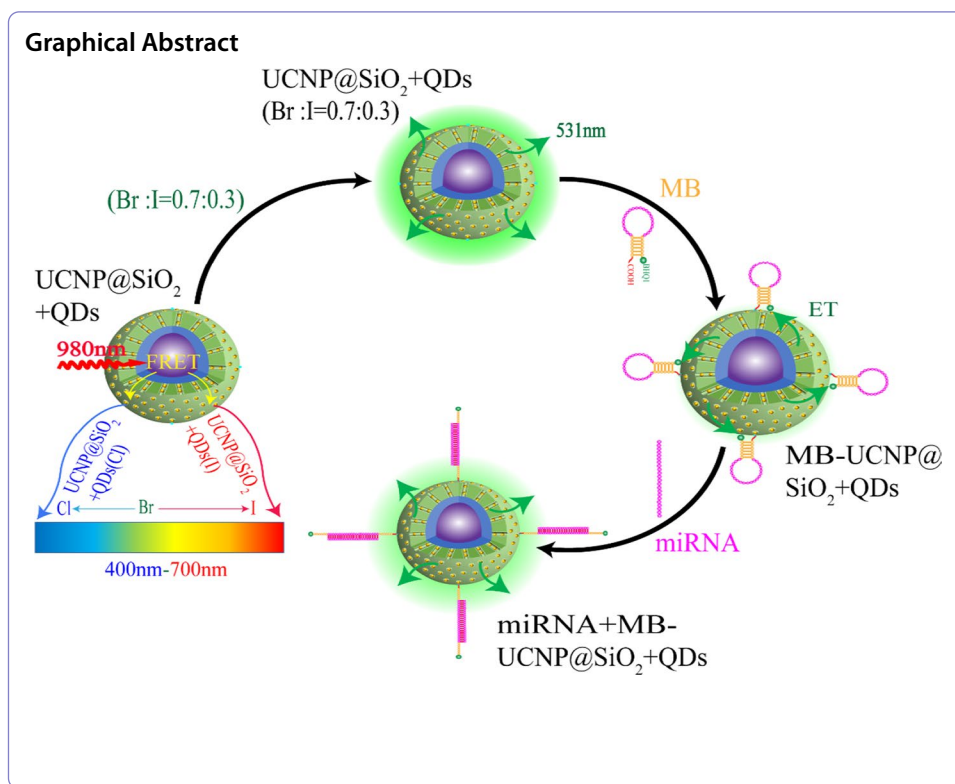 Graphical Abstract
UCNP@SiO₂+QDs
(Br :I=0.7:0.3)
531nm
MB
COOH
BHQ1
(Br :I=0.7:0.3)
UCNP@SiO₂
+QDs
980nm
FRET
ET
UCNP@SiO₂
+QDs(Cl)
UCNP@SiO₂
+QDs(I)
Cl
Br
I
400nm-700nm
MB-UCNP@
SiO₂+QDs
miRNA
miRNA+MB-
UCNP@SiO₂+QDs